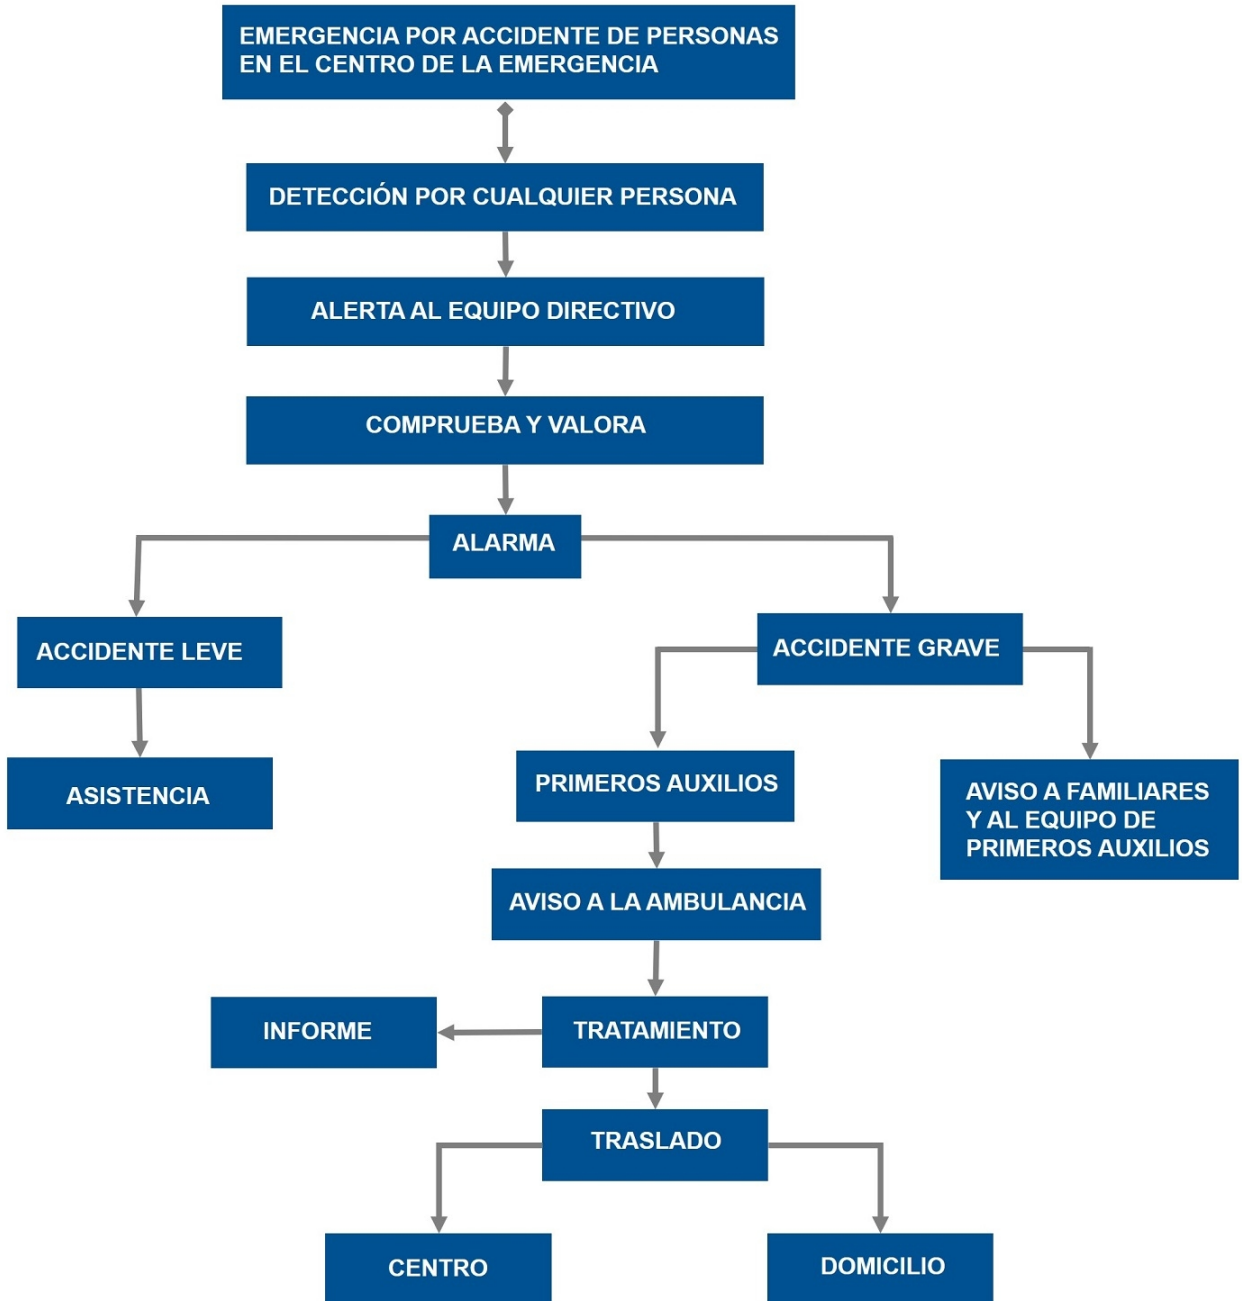 EMERGENCIA POR ACCIDENTE DE PERSONAS
EN EL CENTRO DE LA EMERGENCIA
DETECCIÓN POR CUALQUIER PERSONA
ALERTA AL EQUIPO DIRECTIVO
COMPRUEBA Y VALORA
ALARMA
ACCIDENTE LEVE
ACCIDENTE GRAVE
ASISTENCIA
PRIMEROS AUXILIOS
AVISO A FAMILIARES
Y AL EQUIPO DE
PRIMEROS AUXILIOS
AVISO A LA AMBULANCIA
INFORME
TRATAMIENTO
TRASLADO
CENTRO
DOMICILIO